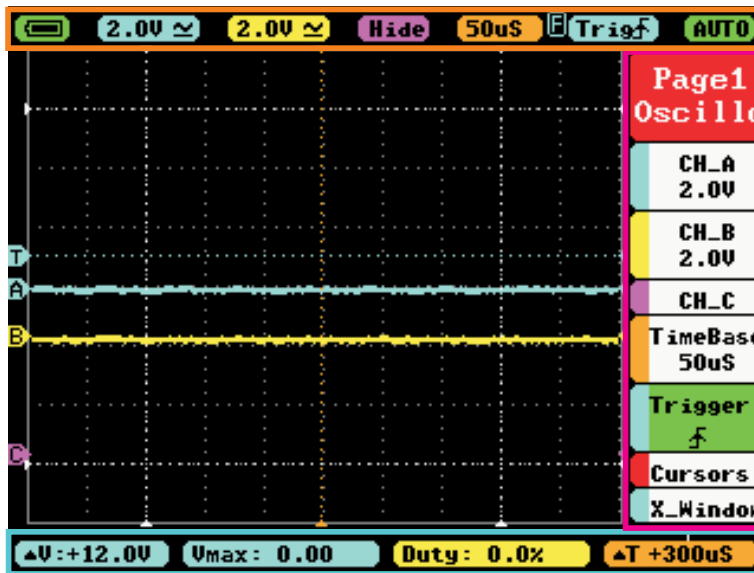 2.0V 2.0V Hide 50uS F Trig AUTO
Page1
Oscillo
CH_A
2.0V
CH_B
2.0V
CH_C
TimeBase
50uS
Trigger
Cursors
X_Window
T
A
B
C
▲V:+12.0V Vmax: 0.00 Duty: 0.0% ▲T +300uS